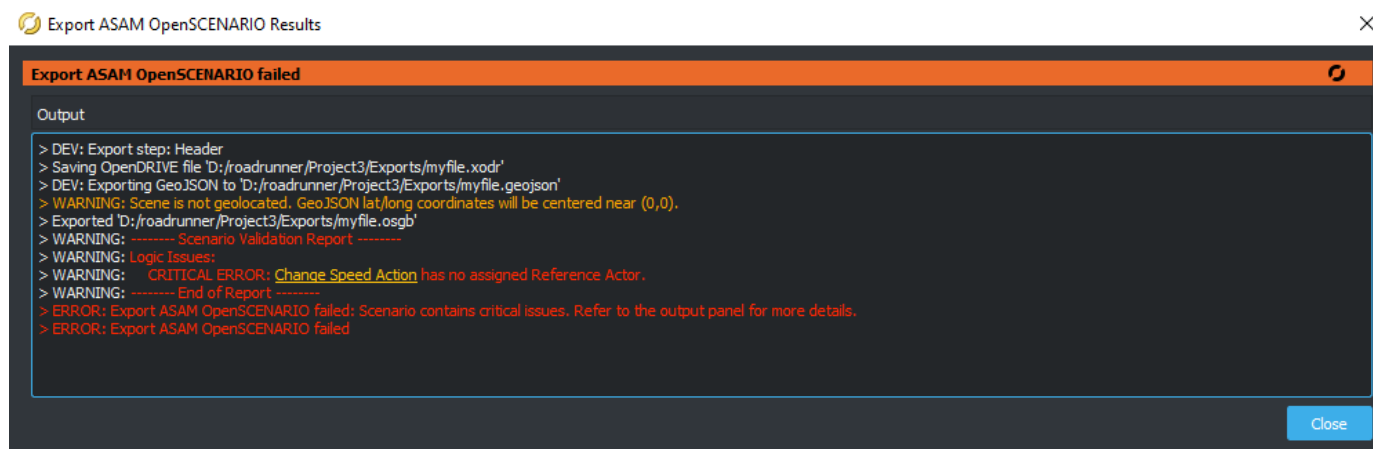 Export ASAM OpenSCENARIO Results
Export ASAM OpenSCENARIO failed
Output
> DEV: Export step: Header
> Saving OpenDRIVE file 'D:/roadrunner/Project3/Exports/myfile.xodr'
> DEV: Exporting GeoJSON to 'D:/roadrunner/Project3/Exports/myfile.geojson'
> WARNING: Scene is not geolocated. GeoJSON lat/long coordinates will be centered near (0,0).
> Exported 'D:/roadrunner/Project3/Exports/myfile.osgb'
> WARNING: -------- Scenario Validation Report --------
> WARNING: Logic Issues:
> WARNING:    CRITICAL ERROR: Change Speed Action has no assigned Reference Actor.
> WARNING: -------- End of Report --------
> ERROR: Export ASAM OpenSCENARIO failed: Scenario contains critical issues. Refer to the output panel for more details.
> ERROR: Export ASAM OpenSCENARIO failed
Close